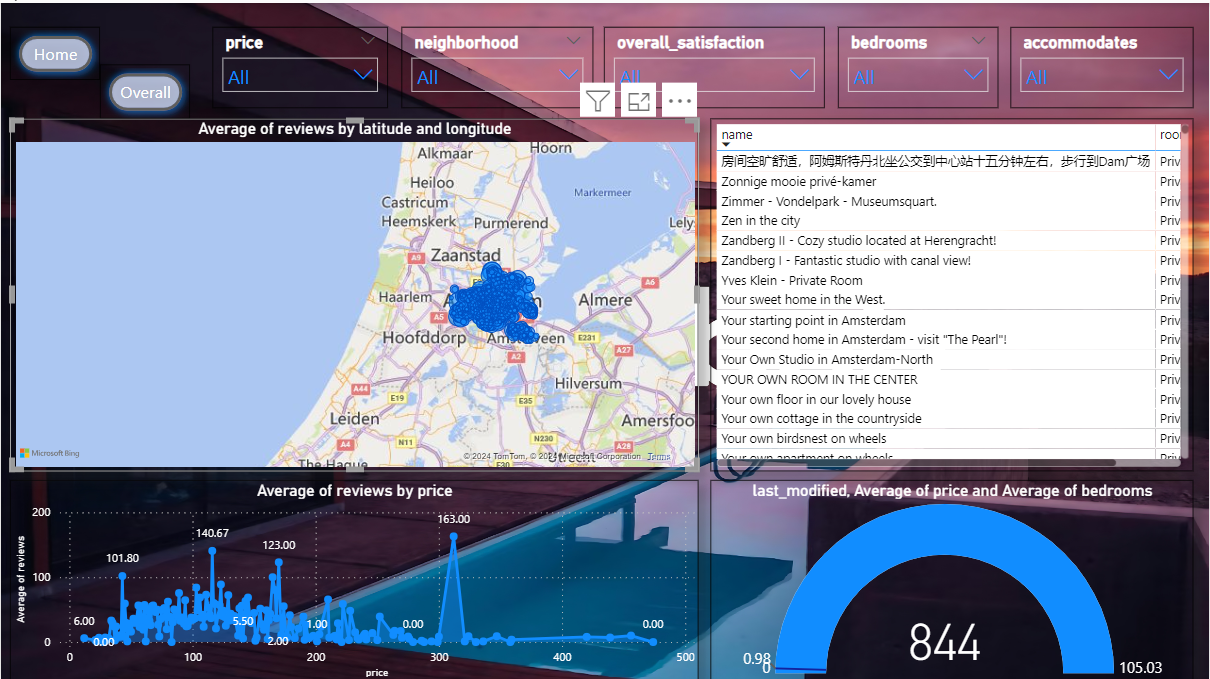 Home
Overall
price
All
neighborhood
All
overall_satisfaction
All
bedrooms
All
accommodates
All
Average of reviews by latitude and longitude
Alkmaar
Hoorn
Heiloo
Markermeer
Castricum
Heemskerk
Purmerend
Lely
Zaanstad
A9
A6
Haarlem
Almere
A5
Hoofddorp
E231
A2
A27
Hilversum
A44
E19
E35
Leiden
Amersfoo
N11
N230
A4
A28
The Hague
E30
Utrecht
Microsoft Bing
© 2024 TomTom, © 2024 Microsoft Corporation Terms
name
roo
房间空旷舒适，阿姆斯特丹北坐公交到中心站十五分钟左右，步行到Dam广场 Priv
Zonnige mooie privé-kamer Priv
Zimmer - Vondelpark - Museumsquart. Priv
Zen in the city Priv
Zandberg II - Cozy studio located at Herengracht! Priv
Zandberg I - Fantastic studio with canal view! Priv
Yves Klein - Private Room Priv
Your sweet home in the West. Priv
Your starting point in Amsterdam Priv
Your second home in Amsterdam - visit "The Pearl"! Priv
Your Own Studio in Amsterdam-North Priv
YOUR OWN ROOM IN THE CENTER Priv
Your own floor in our lovely house Priv
Your own cottage in the countryside Priv
Your own birdsnest on wheels Priv
Your own apartment on wheels Priv
Average of reviews by price
Average of reviews
200
100
0
6.00
0.00
101.80
140.67
5.50
123.00
2.00
1.00
0.00
163.00
0.00
0
100
200
300
400
500
price
last_modified, Average of price and Average of bedrooms
844
0.98
0
105.03